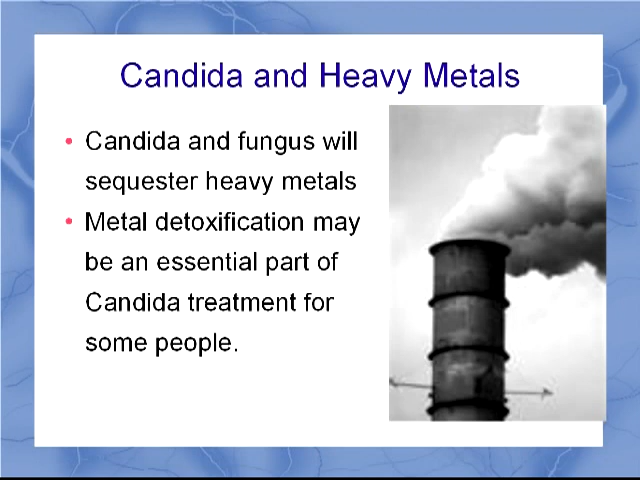 Candida and Heavy Metals
• Candida and fungus will
sequester heavy metals
• Metal detoxification may
be an essential part of
Candida treatment for
some people.